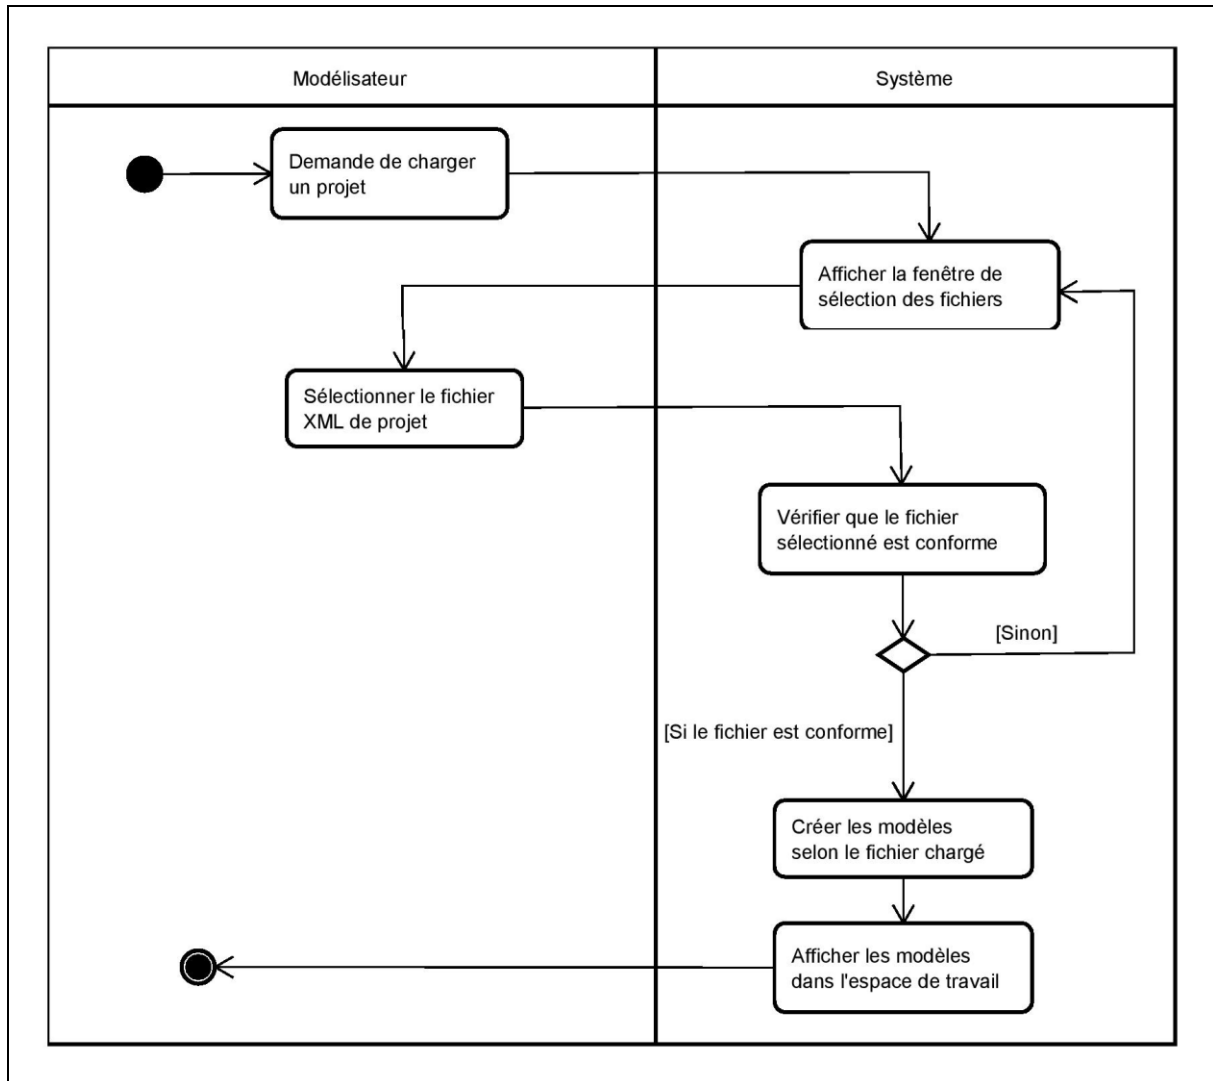 Modélisateur
Système
Demande de charger
un projet
Afficher la fenêtre de
sélection des fichiers
Sélectionner le fichier
XML de projet
Vérifier que le fichier
sélectionné est conforme
[Sinon]
[Si le fichier est conforme]
Créer les modèles
selon le fichier chargé
Afficher les modèles
dans l'espace de travail